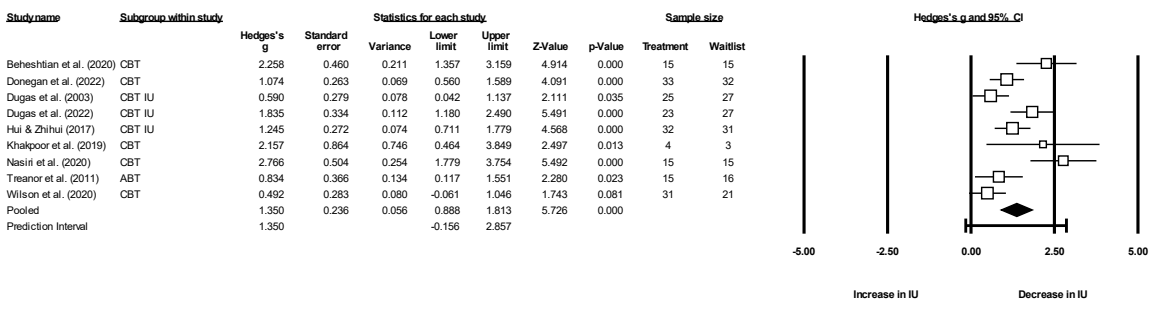 Study name Subgroup within study Statistics for each study Sample size Hedges's g and 95% CI
Hedges's Standard Lower Upper
g error Variance limit limit Z-Value p-Value Treatment Waitlist
Beheshtian et al. (2020) CBT 2.258 0.460 0.211 1.357 3.159 4.914 0.000 15 15
Donegan et al. (2022) CBT 1.074 0.263 0.069 0.560 1.589 4.091 0.000 33 32
Dugas et al. (2003) CBT IU 0.590 0.279 0.078 0.042 1.137 2.111 0.035 25 27
Dugas et al. (2022) CBT IU 1.835 0.334 0.112 1.180 2.490 5.491 0.000 23 27
Hui & Zhihui (2017) CBT IU 1.245 0.272 0.074 0.711 1.779 4.568 0.000 32 31
Khakpoor et al. (2019) CBT 2.157 0.864 0.746 0.464 3.849 2.497 0.013 4 3
Nasiri et al. (2020) CBT 2.766 0.504 0.254 1.779 3.754 5.492 0.000 15 15
Treanor et al. (2011) ABT 0.834 0.366 0.134 0.117 1.551 2.280 0.023 15 16
Wilson et al. (2020) CBT 0.492 0.283 0.080 -0.061 1.046 1.743 0.081 31 21
Pooled 1.350 0.236 0.056 0.888 1.813 5.726 0.000
Prediction Interval 1.350 -0.156 2.857
-5.00 -2.50 0.00 2.50 5.00
Increase in IU Decrease in IU